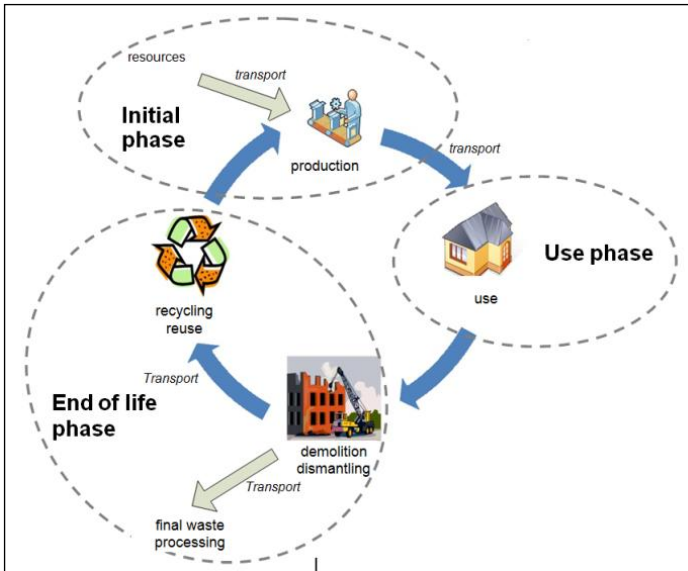 resources
transport
Initial
phase
production
transport
Use phase
use
recycling
reuse
Transport
End of life
phase
demolition
dismantling
Transport
final waste
processing